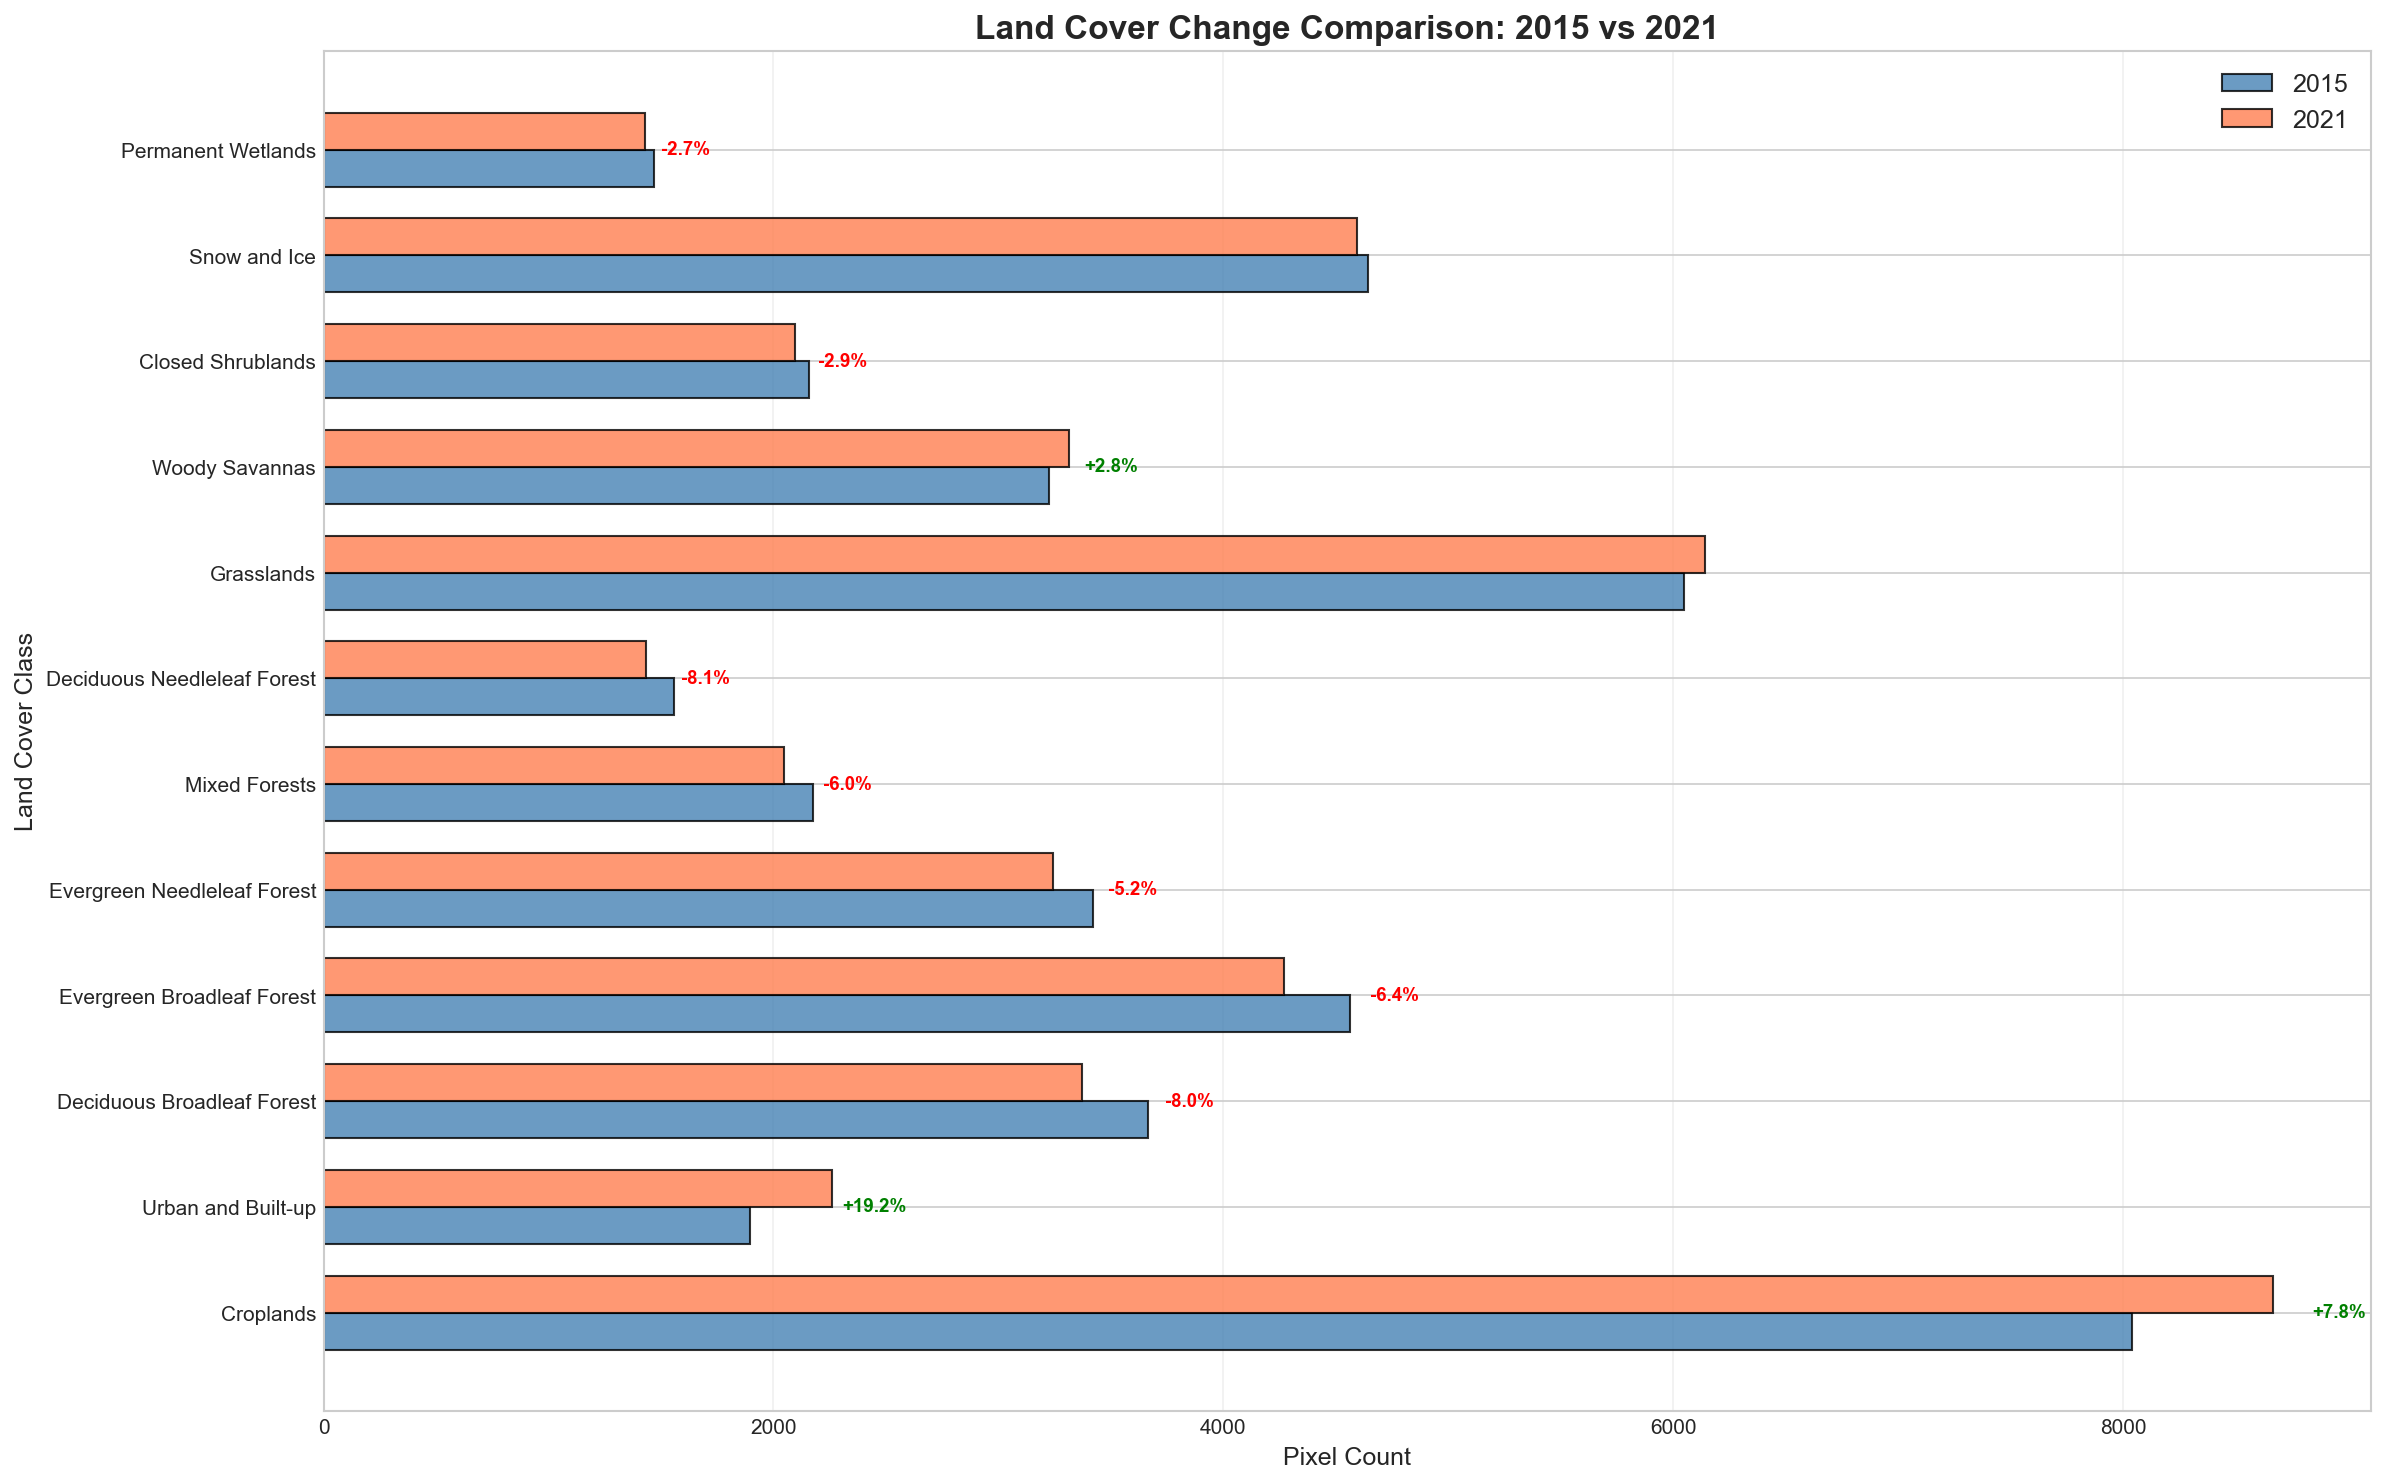 Land Cover Change Comparison: 2015 vs 2021
2015
2021
Land Cover Class
Permanent Wetlands
-2.7%
Snow and Ice
Closed Shrublands
-2.9%
Woody Savannas
+2.8%
Grasslands
Deciduous Needleleaf Forest
-8.1%
Mixed Forests
-6.0%
Evergreen Needleleaf Forest
-5.2%
Evergreen Broadleaf Forest
-6.4%
Deciduous Broadleaf Forest
-8.0%
Urban and Built-up
+19.2%
Croplands
+7.8%
0 2000 4000 6000 8000
Pixel Count